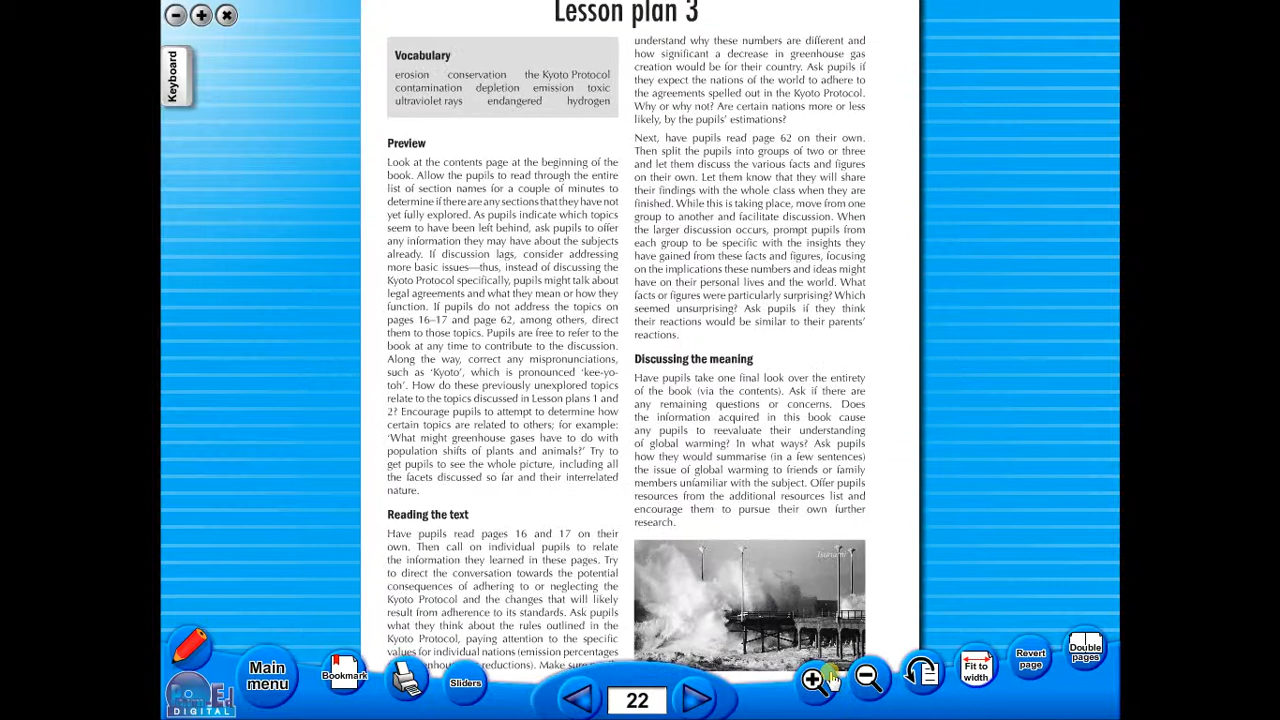 Lesson plan 3
Keyboard
Vocabulary
erosion conservation the Kyoto Protocol
contamination depletion emission toxic
ultraviolet rays endangered hydrogen
Preview
Look at the contents page at the beginning of the
book. Allow the pupils to read through the entire
list of section names for a couple of minutes to
determine if there are any sections that they have not
yet fully explored. As pupils indicate which topics
seem to have been left behind, ask pupils to offer
any information they may have about the subjects
already. If discussion lags, consider addressing
more basic issues—thus, instead of discussing the
Kyoto Protocol specifically, pupils might talk about
legal agreements and what they mean or how they
function. If pupils do not address the topics on
pages 16–17 and page 62, among others, direct
them to those topics. Pupils are free to refer to the
book at any time to contribute to the discussion.
Along the way, correct any mispronunciations,
such as ‘Kyoto’, which is pronounced ‘kee-yo-
toh’. How do these previously unexplored topics
relate to the topics discussed in Lesson plans 1 and
2? Encourage pupils to attempt to determine how
certain topics are related to others; for example:
‘What might greenhouse gases have to do with
population shifts of plants and animals?’ Try to
get pupils to see the whole picture, including all
the facets discussed so far and their interrelated
nature.
Reading the text
Have pupils read pages 16 and 17 on their
own. Then call on individual pupils to relate
the information they learned in these pages. Try
to direct the conversation towards the potential
consequences of adhering to or neglecting the
Kyoto Protocol and the changes that will likely
result from adherence to its standards. Ask pupils
what they think about the rules outlined in the
Kyoto Protocol, paying attention to the specific
values for individual nations (emission percentages
reductions). Make sure
understand why these numbers are different and
how significant a decrease in greenhouse gas
creation would be for their country. Ask pupils if
they expect the nations of the world to adhere to
the agreements spelled out in the Kyoto Protocol.
Why or why not? Are certain nations more or less
likely, by the pupils’ estimations?
Next, have pupils read page 62 on their own.
Then split the pupils into groups of two or three
and let them discuss the various facts and figures
on their own. Let them know that they will share
their findings with the whole class when they are
finished. While this is taking place, move from one
group to another and facilitate discussion. When
the larger discussion occurs, prompt pupils from
each group to be specific with the insights they
have gained from these facts and figures, focusing
on the implications these numbers and ideas might
have on their personal lives and the world. What
facts or figures were particularly surprising? Which
seemed unsurprising? Ask pupils if they think
their reactions would be similar to their parents’
reactions.
Discussing the meaning
Have pupils take one final look over the entirety
of the book (via the contents). Ask if there are
any remaining questions or concerns. Does
the information acquired in this book cause
any pupils to reevaluate their understanding
of global warming? In what ways? Ask pupils
how they would summarise (in a few sentences)
the issue of global warming to friends or family
members unfamiliar with the subject. Offer pupils
resources from the additional resources list and
encourage them to pursue their own further
research.
Tsunami
Main
menu
Bookmark
Sliders
22
Fit to
width
Revert
page
Double
pages
DIGITAL